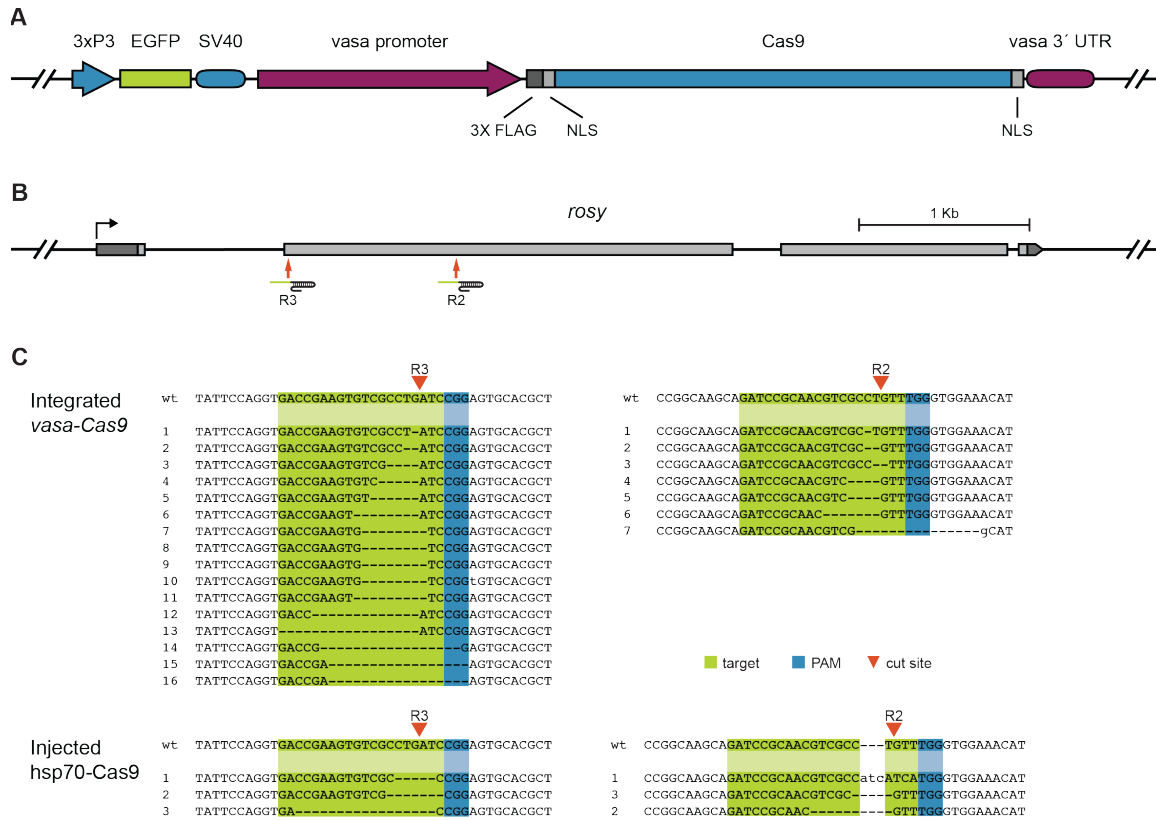 A
3xP3 EGFP SV40 vasa promoter Cas9 vasa 3´ UTR
3X FLAG NLS NLS
B
rosy
1 Kb
R3 R2
C
Integrated
vasa-Cas9
R3
wt TATTCCAGGTGACCGAAGTGTCGCCTGATCCGGAGTGCACGCT
1 TATTCCAGGTGACCGAAGTGTCGCCT-ATCCGGAGTGCACGCT
2 TATTCCAGGTGACCGAAGTGTCGCC--ATCCGGAGTGCACGCT
3 TATTCCAGGTGACCGAAGTGTCG----ATCCGGAGTGCACGCT
4 TATTCCAGGTGACCGAAGTGTC-----ATCCGGAGTGCACGCT
5 TATTCCAGGTGACCGAAGTGT------ATCCGGAGTGCACGCT
6 TATTCCAGGTGACCGAAGT--------ATCCGGAGTGCACGCT
7 TATTCCAGGTGACCGAAGTG--------TCCGGAGTGCACGCT
8 TATTCCAGGTGACCGAAGTG--------TCCGGAGTGCACGCT
9 TATTCCAGGTGACCGAAGTG--------TCCGGAGTGCACGCT
10 TATTCCAGGTGACCGAAGTG--------TCCGGtGTGCACGCT
11 TATTCCAGGTGACCGAAGT---------TCCGGAGTGCACGCT
12 TATTCCAGGTGACC-------------ATCCGGAGTGCACGCT
13 TATTCCAGGT-----------------ATCCGGAGTGCACGCT
14 TATTCCAGGTGACCG-----------------GAGTGCACGCT
15 TATTCCAGGTGACCGA-----------------AGTGCACGCT
16 TATTCCAGGTGACCGA-----------------AGTGCACGCT
R2
wt CCGGCAAGCAGATCCGCAACGTCGCCTGTTTGGGTGGAAACAT
1 CCGGCAAGCAGATCCGCAACGTCGC-TGTTTGGGTGGAAACAT
2 CCGGCAAGCAGATCCGCAACGTCGC--GTTTGGGTGGAAACAT
3 CCGGCAAGCAGATCCGCAACGTCGCC--TTTGGGTGGAAACAT
4 CCGGCAAGCAGATCCGCAACGTC----GTTTGGGTGGAAACAT
5 CCGGCAAGCAGATCCGCAACGTC----GTTTGGGTGGAAACAT
6 CCGGCAAGCAGATCCGCAAC-------GTTTGGGTGGAAACAT
7 CCGGCAAGCAGATCCGCAACGTCG---------------gCAT
target PAM cut site
Injected
hsp70-Cas9
R3
wt TATTCCAGGTGACCGAAGTGTCGCCTGATCCGGAGTGCACGCT
1 TATTCCAGGTGACCGAAGTGTCGC-----CCGGAGTGCACGCT
2 TATTCCAGGTGACCGAAGTGTCG------CCGGAGTGCACGCT
3 TATTCCAGGTGA-----------------CCGGAGTGCACGCT
R2
wt CCGGCAAGCAGATCCGCAACGTCGCC---TGTTTGGGTGGAAACAT
1 CCGGCAAGCAGATCCGCAACGTCGCCatcATCATGGGTGGAAACAT
3 CCGGCAAGCAGATCCGCAACGTCGC-----GTTTGGGTGGAAACAT
2 CCGGCAAGCAGATCCGCAAC----------GTTTGGGTGGAAACAT